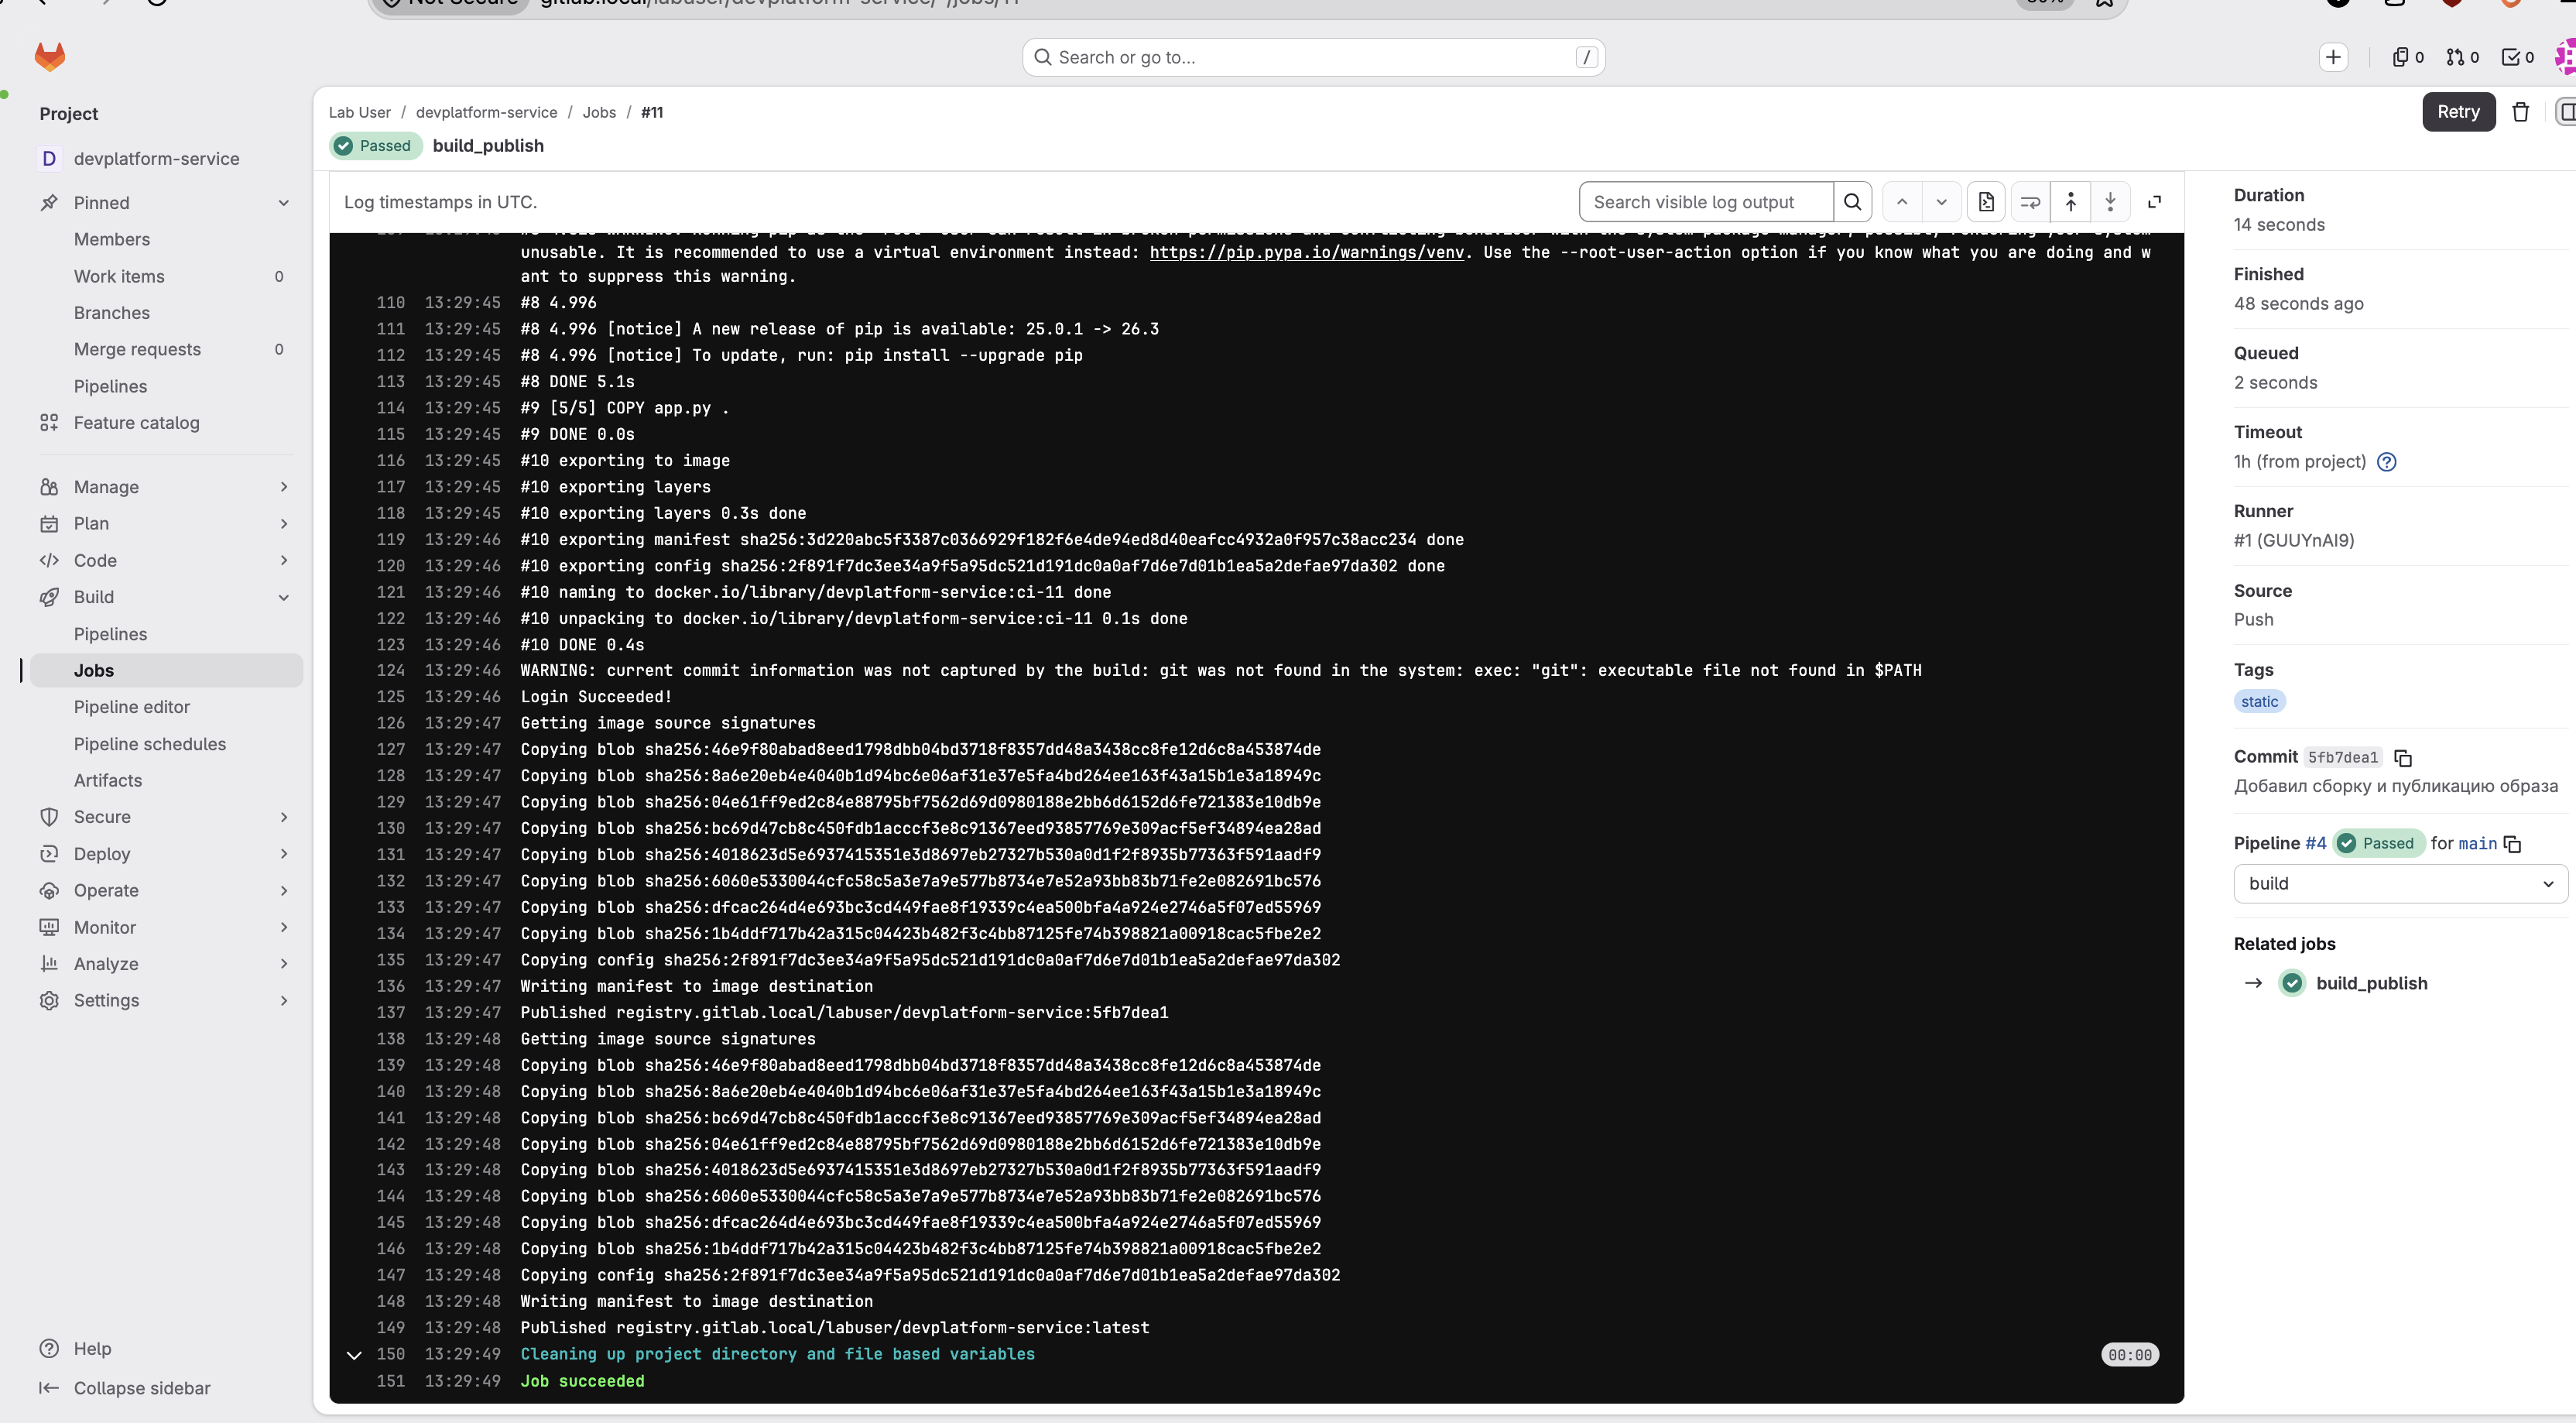 Not Secure gitlab.local/labuser/devplatform-service/-/jobs/11
Search or go to...
/
0
0
0
Project
D devplatform-service
Pinned
Members
Work items 0
Branches
Merge requests 0
Pipelines
Feature catalog
Manage
Plan
Code
Build
Pipelines
Jobs
Pipeline editor
Pipeline schedules
Artifacts
Secure
Deploy
Operate
Monitor
Analyze
Settings
Help
Collapse sidebar
Lab User / devplatform-service / Jobs / #11
Retry
Passed build_publish
Log timestamps in UTC.
Search visible log output
unusable. It is recommended to use a virtual environment instead: https://pip.pypa.io/warnings/venv. Use the --root-user-action option if you know what you are doing and w
ant to suppress this warning.
110 13:29:45 #8 4.996
111 13:29:45 #8 4.996 [notice] A new release of pip is available: 25.0.1 -> 26.3
112 13:29:45 #8 4.996 [notice] To update, run: pip install --upgrade pip
113 13:29:45 #8 DONE 5.1s
114 13:29:45 #9 [5/5] COPY app.py .
115 13:29:45 #9 DONE 0.0s
116 13:29:45 #10 exporting to image
117 13:29:45 #10 exporting layers
118 13:29:45 #10 exporting layers 0.3s done
119 13:29:46 #10 exporting manifest sha256:3d220abc5f3387c0366929f182f6e4de94ed8d40eafcc4932a0f957c38acc234 done
120 13:29:46 #10 exporting config sha256:2f891f7dc3ee34a9f5a95dc521d191dc0a0af7d6e7d01b1ea5a2defae97da302 done
121 13:29:46 #10 naming to docker.io/library/devplatform-service:ci-11 done
122 13:29:46 #10 unpacking to docker.io/library/devplatform-service:ci-11 0.1s done
123 13:29:46 #10 DONE 0.4s
124 13:29:46 WARNING: current commit information was not captured by the build: git was not found in the system: exec: "git": executable file not found in $PATH
125 13:29:46 Login Succeeded!
126 13:29:47 Getting image source signatures
127 13:29:47 Copying blob sha256:46e9f80abad8eed1798dbb04bd3718f8357dd48a3438cc8fe12d6c8a453874de
128 13:29:47 Copying blob sha256:8a6e20eb4e4040b1d94bc6e06af31e37e5fa4bd264ee163f43a15b1e3a18949c
129 13:29:47 Copying blob sha256:04e61ff9ed2c84e88795bf7562d69d0980188e2bb6d6152d6fe721383e10db9e
130 13:29:47 Copying blob sha256:bc69d47cb8c450fdb1acccf3e8c91367eed93857769e309acf5ef34894ea28ad
131 13:29:47 Copying blob sha256:4018623d5e6937415351e3d8697eb27327b530a0d1f2f8935b77363f591aadf9
132 13:29:47 Copying blob sha256:6060e5330044cfc58c5a3e7a9e577b8734e7e52a93bb83b71fe2e082691bc576
133 13:29:47 Copying blob sha256:dfcac264d4e693bc3cd449fae8f19339c4ea500bfa4a924e2746a5f07ed55969
134 13:29:47 Copying blob sha256:1b4ddf717b42a315c04423b482f3c4bb87125fe74b398821a00918cac5fbe2e2
135 13:29:47 Copying config sha256:2f891f7dc3ee34a9f5a95dc521d191dc0a0af7d6e7d01b1ea5a2defae97da302
136 13:29:47 Writing manifest to image destination
137 13:29:47 Published registry.gitlab.local/labuser/devplatform-service:5fb7dea1
138 13:29:48 Getting image source signatures
139 13:29:48 Copying blob sha256:46e9f80abad8eed1798dbb04bd3718f8357dd48a3438cc8fe12d6c8a453874de
140 13:29:48 Copying blob sha256:8a6e20eb4e4040b1d94bc6e06af31e37e5fa4bd264ee163f43a15b1e3a18949c
141 13:29:48 Copying blob sha256:bc69d47cb8c450fdb1acccf3e8c91367eed93857769e309acf5ef34894ea28ad
142 13:29:48 Copying blob sha256:04e61ff9ed2c84e88795bf7562d69d0980188e2bb6d6152d6fe721383e10db9e
143 13:29:48 Copying blob sha256:4018623d5e6937415351e3d8697eb27327b530a0d1f2f8935b77363f591aadf9
144 13:29:48 Copying blob sha256:6060e5330044cfc58c5a3e7a9e577b8734e7e52a93bb83b71fe2e082691bc576
145 13:29:48 Copying blob sha256:dfcac264d4e693bc3cd449fae8f19339c4ea500bfa4a924e2746a5f07ed55969
146 13:29:48 Copying blob sha256:1b4ddf717b42a315c04423b482f3c4bb87125fe74b398821a00918cac5fbe2e2
147 13:29:48 Copying config sha256:2f891f7dc3ee34a9f5a95dc521d191dc0a0af7d6e7d01b1ea5a2defae97da302
148 13:29:48 Writing manifest to image destination
149 13:29:48 Published registry.gitlab.local/labuser/devplatform-service:latest
150 13:29:49 Cleaning up project directory and file based variables 00:00
151 13:29:49 Job succeeded
Duration
14 seconds
Finished
48 seconds ago
Queued
2 seconds
Timeout
1h (from project)
Runner
#1 (GUUYnAI9)
Source
Push
Tags
static
Commit 5fb7dea1
Добавил сборку и публикацию образа
Pipeline #4 Passed for main
build
Related jobs
build_publish